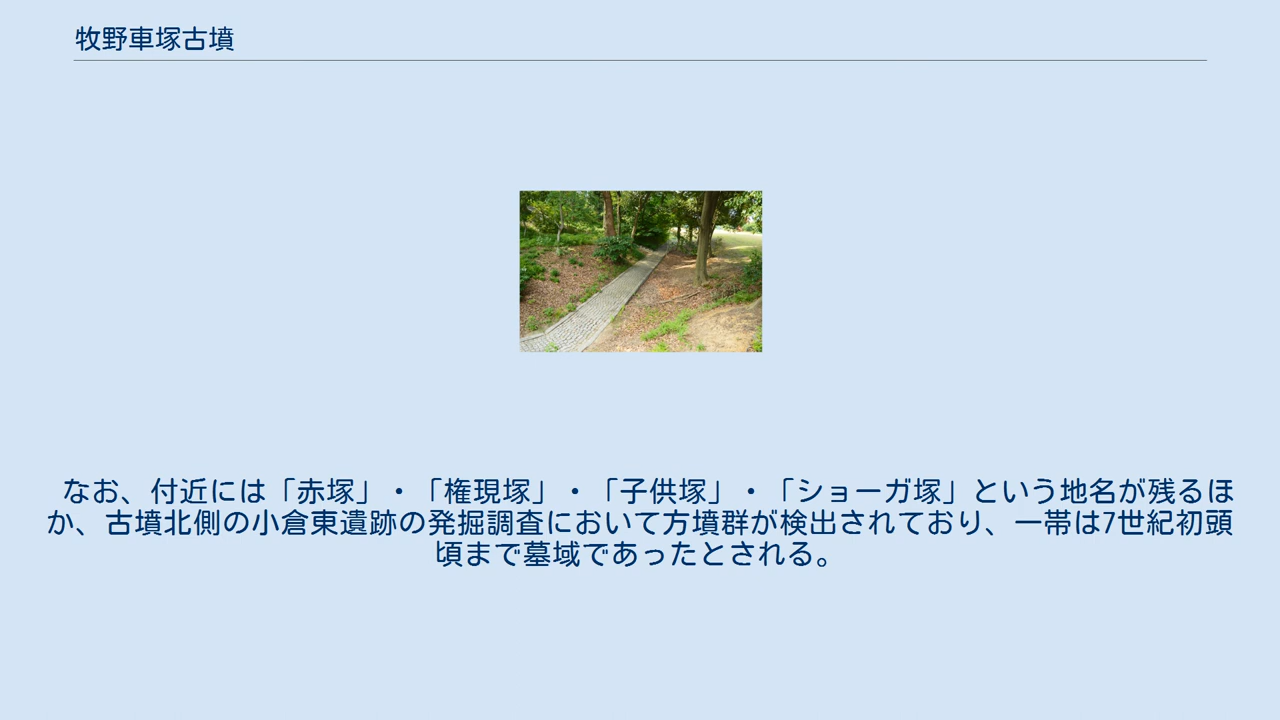 牧野車塚古墳
なお、付近には「赤塚」・「権現塚」・「子供塚」・「ショーガ塚」という地名が残るほ
か、古墳北側の小倉東遺跡の発掘調査において方墳群が検出されており、一帯は7世紀初頭
頃まで墓域であったとされる。